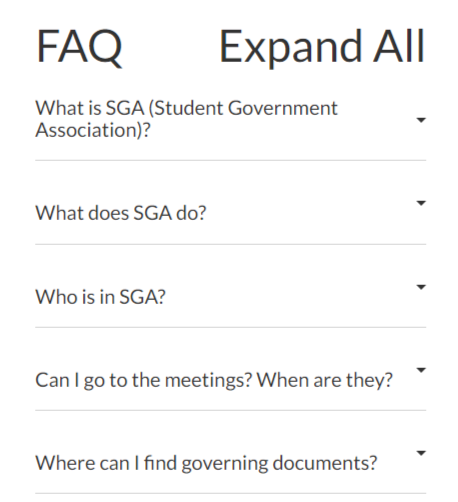 FAQ Expand All
What is SGA (Student Government
Association)?
What does SGA do?
Who is in SGA?
Can I go to the meetings? When are they?
Where can I find governing documents?